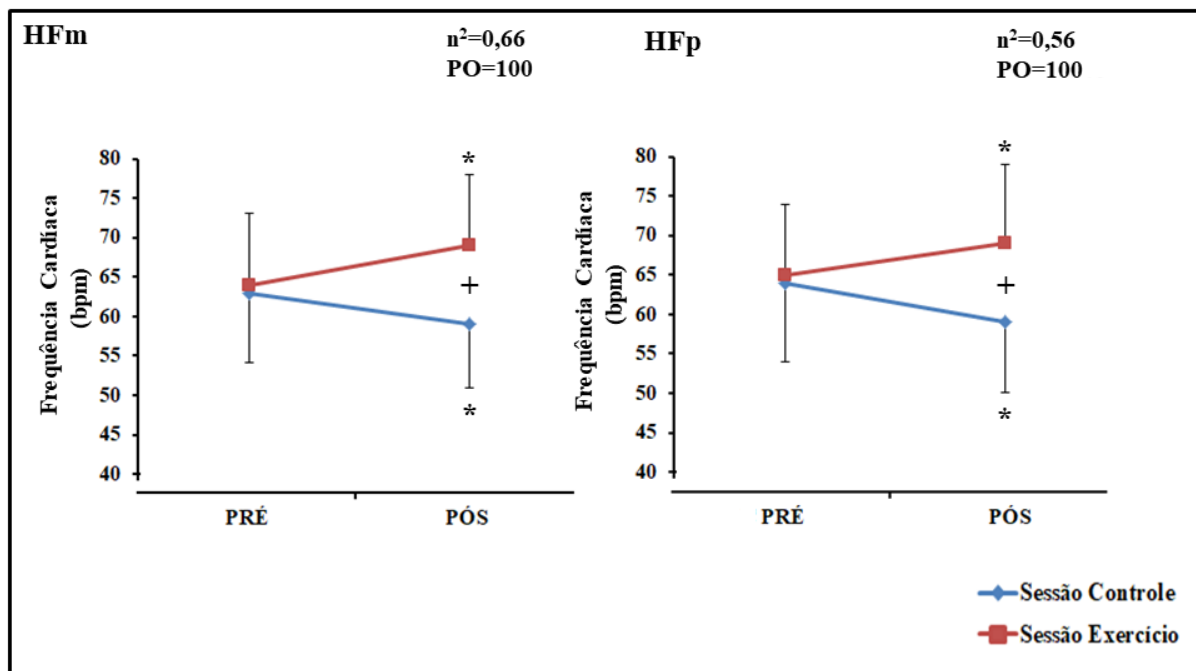 HFm
n²=0,66
PO=100
Frequência Cardíaca
(bpm)
80
75
70
65
60
55
50
45
40
*
+
*
PRÉ PÓS
HFp
n²=0,56
PO=100
Frequência Cardíaca
(bpm)
80
75
70
65
60
55
50
45
40
*
+
*
PRÉ PÓS
Sessão Controle
Sessão Exercício